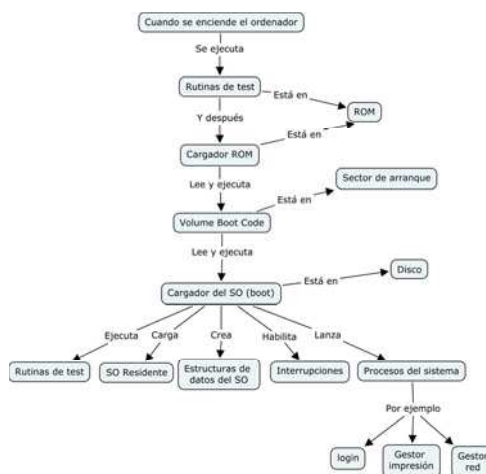 Cuando se enciende el ordenador
Se ejecuta
Rutinas de test
Está en
ROM
Y después
Está en
Cargador ROM
Lee y ejecuta
Está en
Sector de arranque
Volume Boot Code
Lee y ejecuta
Está en
Disco
Cargador del SO (boot)
Ejecuta
Carga
Crea
Habilita
Lanza
Rutinas de test
SO Residente
Estructuras de
datos del SO
Interrupciones
Procesos del sistema
Por ejemplo
login
Gestor
impresión
Gestor
red